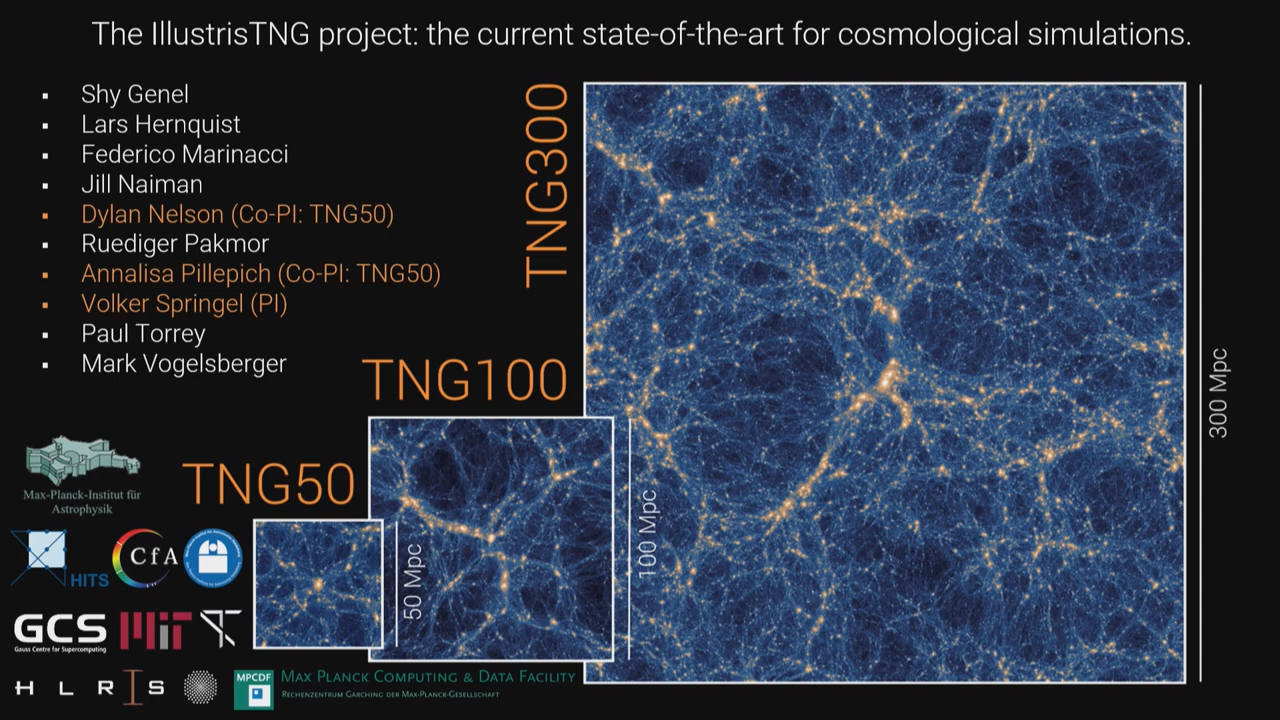 The IllustrisTNG project: the current state-of-the-art for cosmological simulations.
Shy Genel
Lars Hernquist
Federico Marinacci
Jill Naiman
Dylan Nelson (Co-PI: TNG50)
Ruediger Pakmor
Annalisa Pillepich (Co-PI: TNG50)
Volker Springel (PI)
Paul Torrey
Mark Vogelsberger
TNG300
300 Mpc
TNG100
100 Mpc
TNG50
50 Mpc
Max-Planck-Institut für
Astrophysik
HITS
CfA
GCS
Gauss Centre for Supercomputing
MIT
H L R I S
MPCDF
MAX PLANCK COMPUTING & DATA FACILITY
RECHENZENTRUM GARCHING DER MAX-PLANCK-GESELLSCHAFT